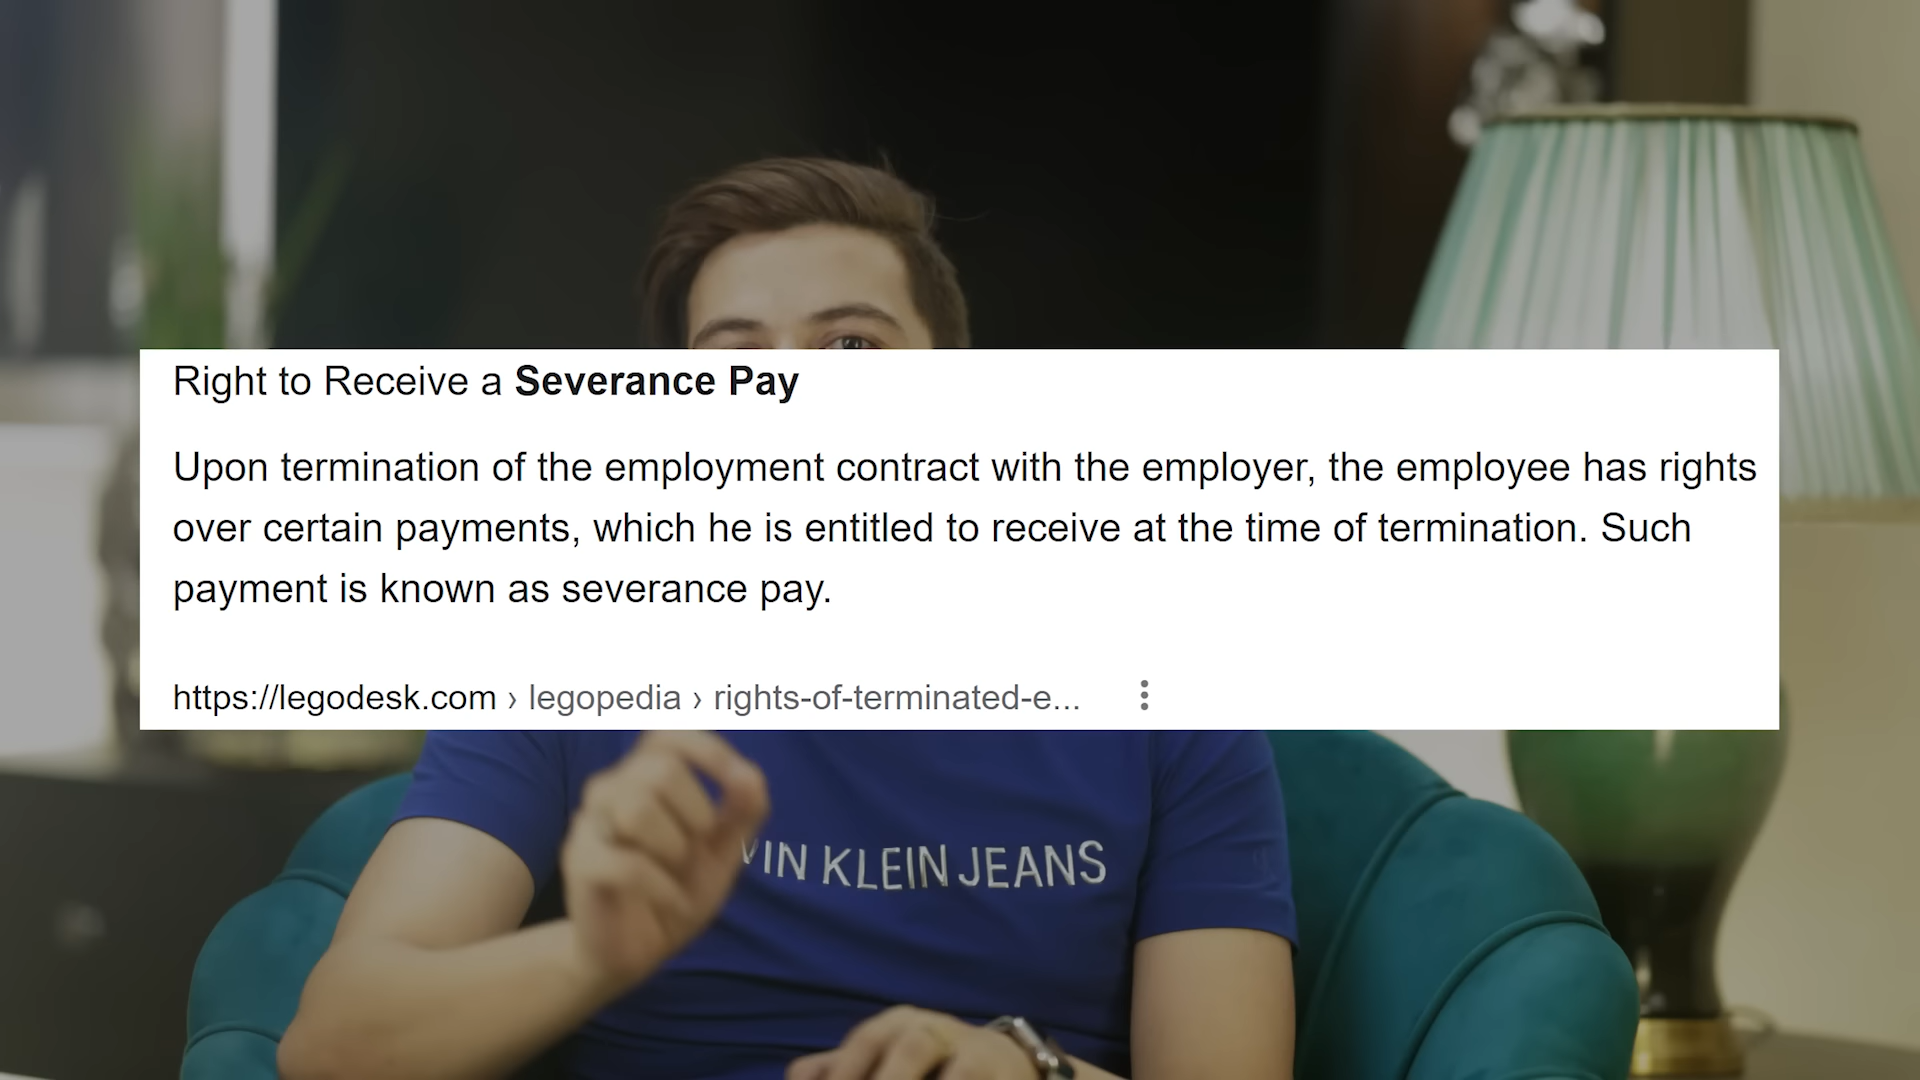 Right to Receive a Severance Pay
Upon termination of the employment contract with the employer, the employee has rights
over certain payments, which he is entitled to receive at the time of termination. Such
payment is known as severance pay.
https://legodesk.com › legopedia › rights-of-terminated-e...
KLEIN JEANS